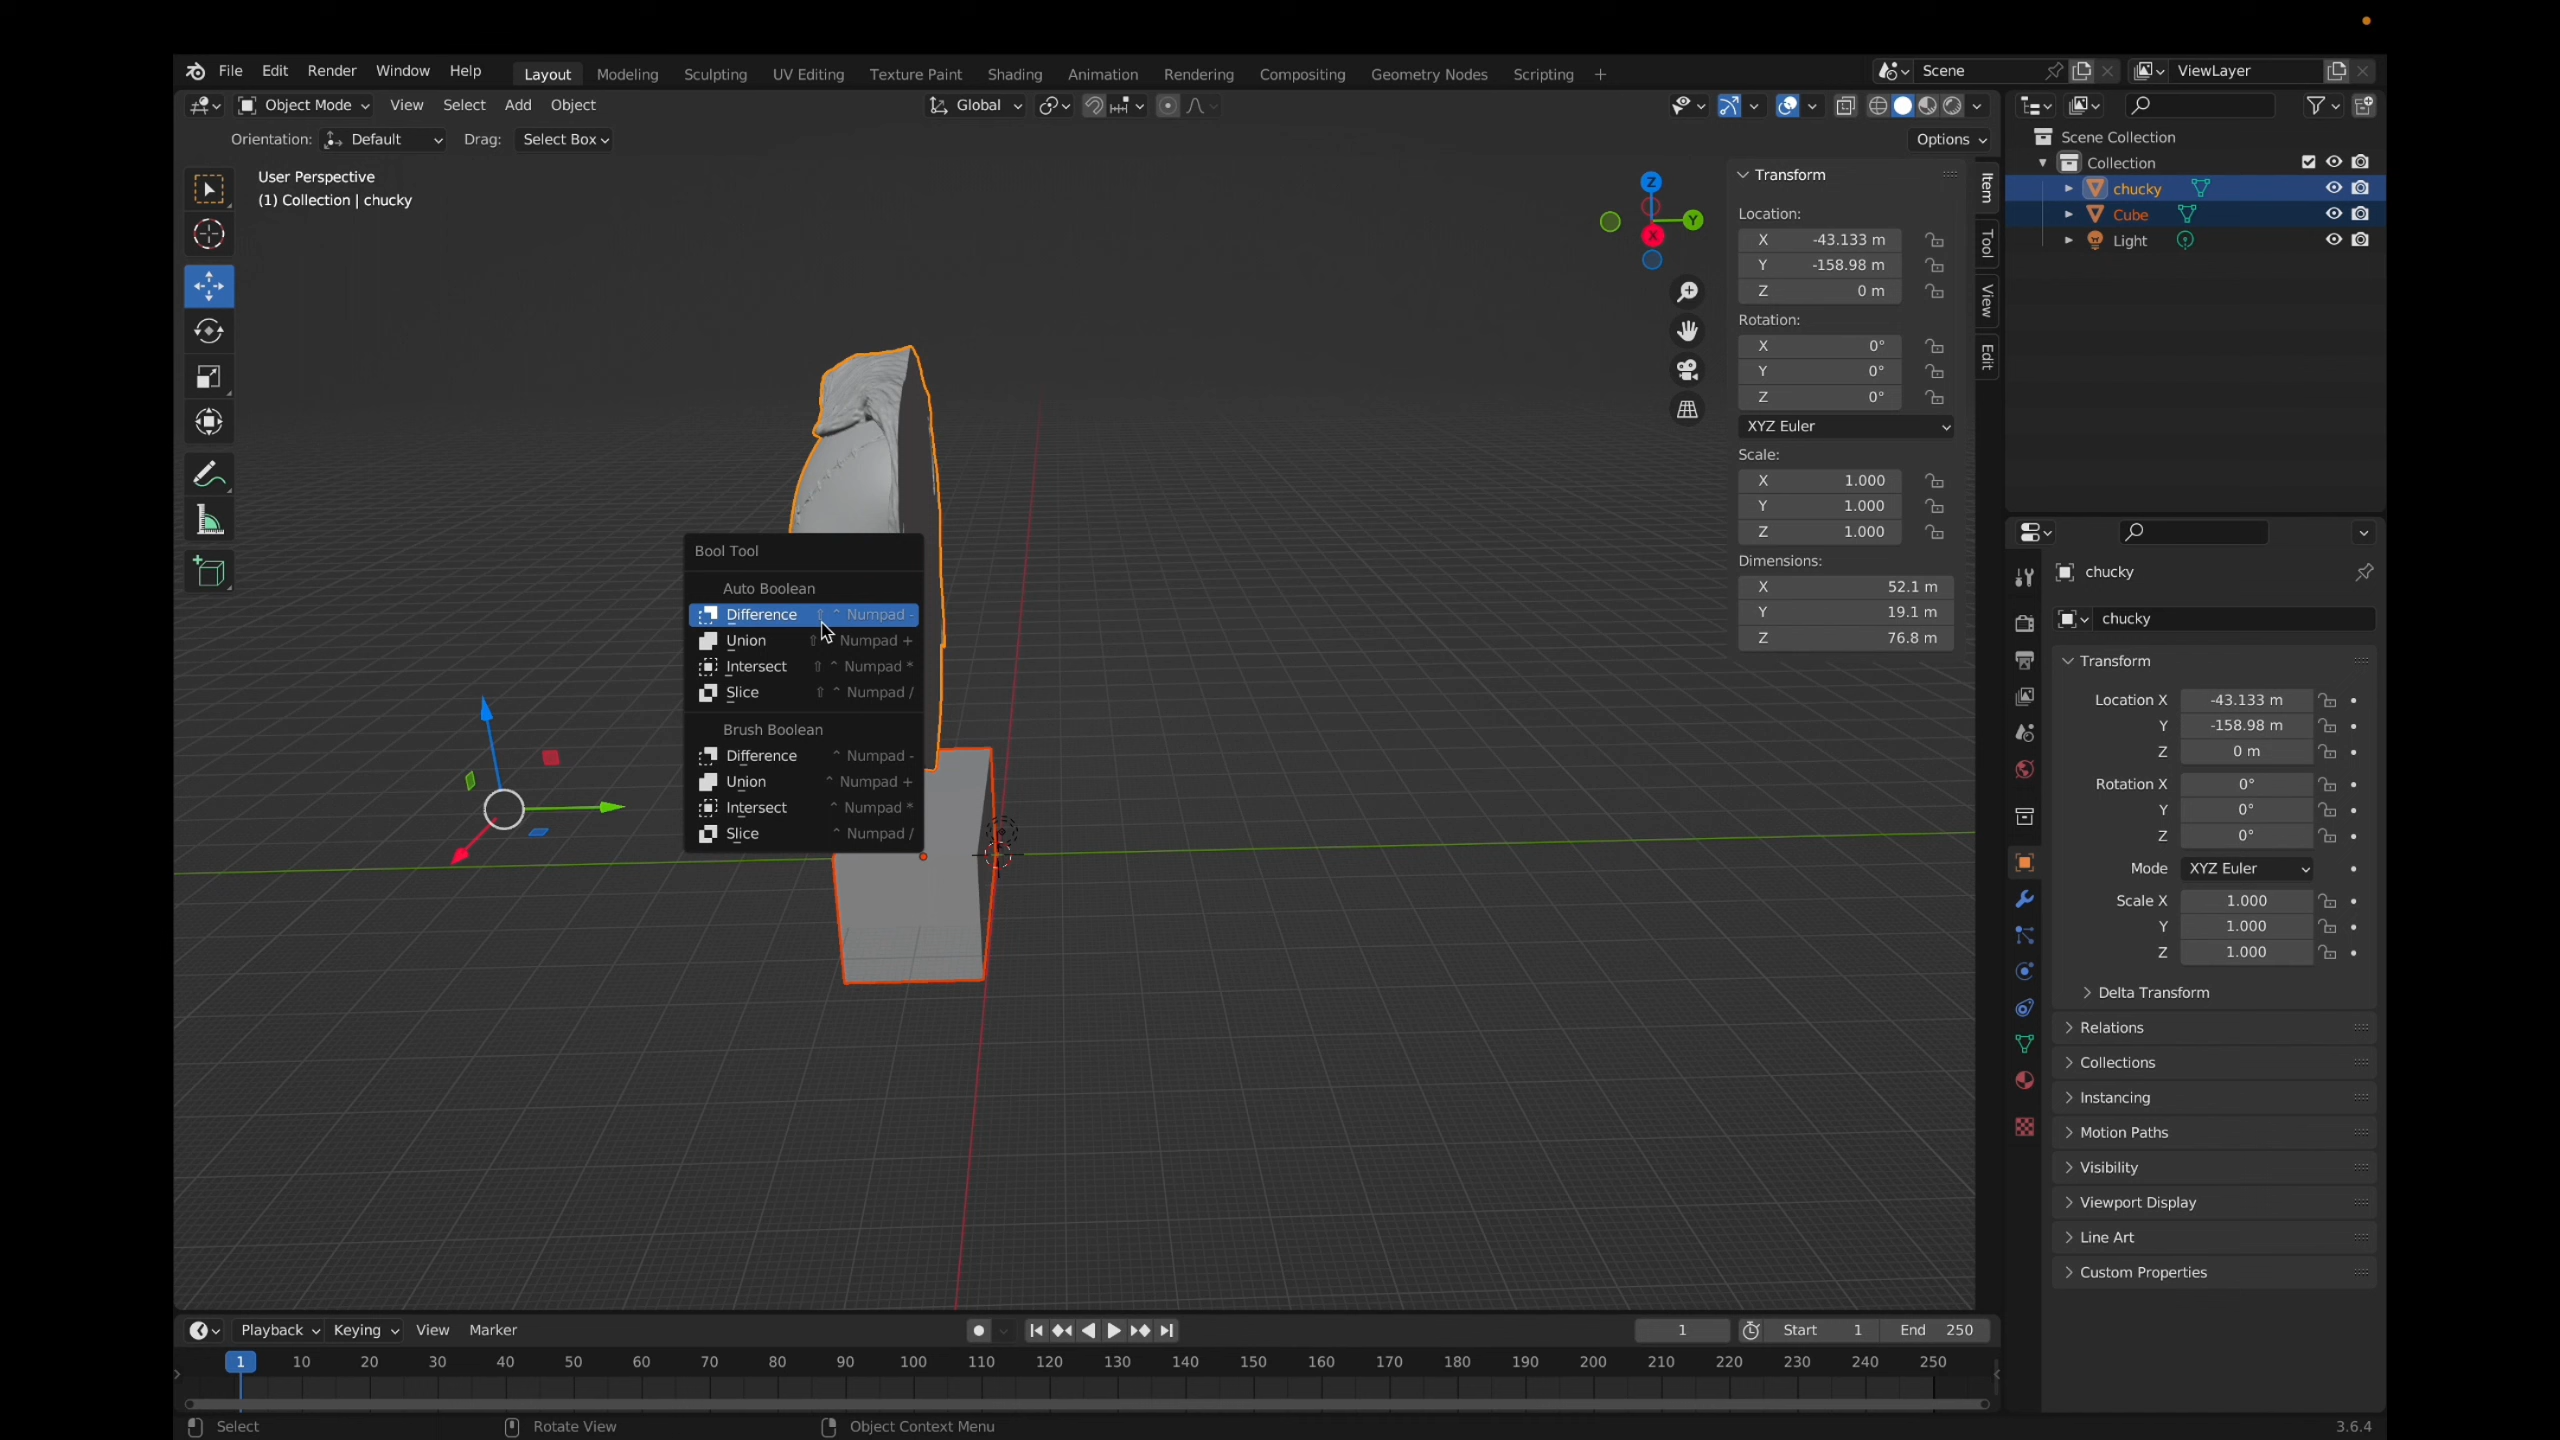 File Edit Render Window Help Layout Modeling Sculpting UV Editing Texture Paint Shading Animation Rendering Compositing Geometry Nodes Scripting + Scene ViewLayer
Object Mode View Select Add Object Global
Orientation: Default Drag: Select Box Options
User Perspective
(1) Collection | chucky
Z
Y
X
Bool Tool
Auto Boolean
Difference ⇧ ⌃ Numpad -
Union ⇧ ⌃ Numpad +
Intersect ⇧ ⌃ Numpad *
Slice ⇧ ⌃ Numpad /
Brush Boolean
Difference ⌃ Numpad -
Union ⌃ Numpad +
Intersect ⌃ Numpad *
Slice ⌃ Numpad /
Transform
Location:
X -43.133 m
Y -158.98 m
Z 0 m
Rotation:
X 0°
Y 0°
Z 0°
XYZ Euler
Scale:
X 1.000
Y 1.000
Z 1.000
Dimensions:
X 52.1 m
Y 19.1 m
Z 76.8 m
Item
Tool
View
Edit
Scene Collection
Collection
chucky
Cube
Light
chucky
chucky
Transform
Location X -43.133 m
Y -158.98 m
Z 0 m
Rotation X 0°
Y 0°
Z 0°
Mode XYZ Euler
Scale X 1.000
Y 1.000
Z 1.000
Delta Transform
Relations
Collections
Instancing
Motion Paths
Visibility
Viewport Display
Line Art
Custom Properties
Playback Keying View Marker 1 Start 1 End 250
1 10 20 30 40 50 60 70 80 90 100 110 120 130 140 150 160 170 180 190 200 210 220 230 240 250
Select Rotate View Object Context Menu 3.6.4